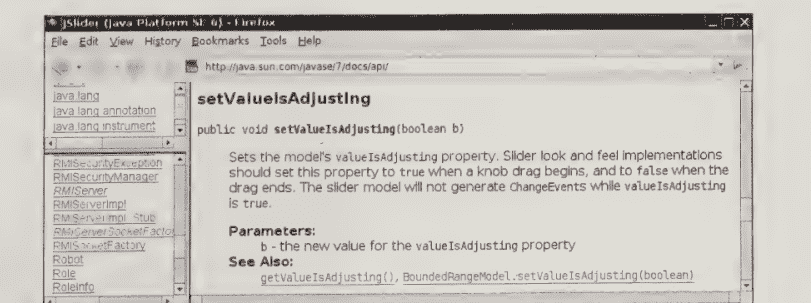 JSlider (Java Platform SE 6) - Firefox
File Edit View History Bookmarks Tools Help
http://java.sun.com/javase/7/docs/api/
java.lang
java.lang.annotation
java.lang.instrument
RMISecurityException
RMISecurityManager
RMIServer
RMIServerImpl
RMIServerImpl_Stub
RMIServerSocketFacto
RMISocketFactory
Robot
Role
RoleInfo
setValueIsAdjusting
public void setValueIsAdjusting(boolean b)
Sets the model's valueIsAdjusting property. Slider look and feel implementations
should set this property to true when a knob drag begins, and to false when the
drag ends. The slider model will not generate ChangeEvents while valueIsAdjusting
is true.
Parameters:
b - the new value for the valueIsAdjusting property
See Also:
getValueIsAdjusting(), BoundedRangeModel.setValueIsAdjusting(boolean)